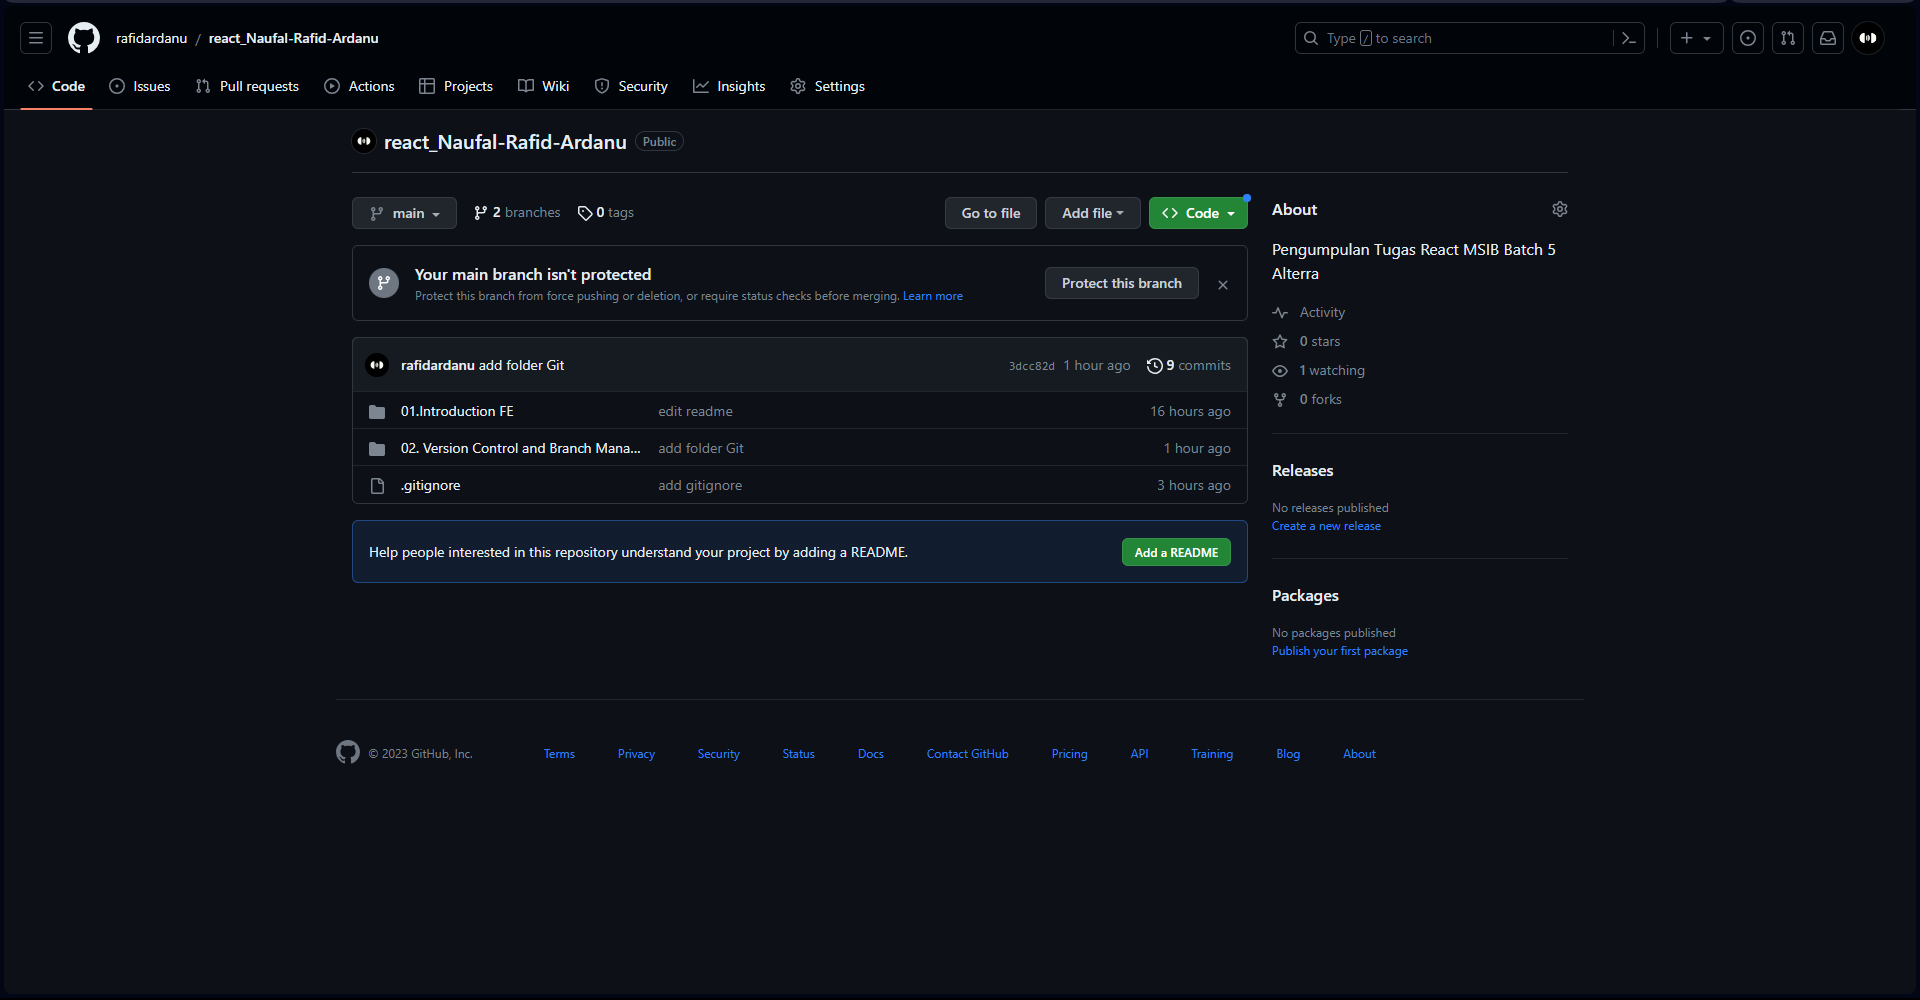 rafidardanu / react_Naufal-Rafid-Ardanu
Type / to search
Code Issues Pull requests Actions Projects Wiki Security Insights Settings
react_Naufal-Rafid-Ardanu Public
main 2 branches 0 tags Go to file Add file Code
Your main branch isn't protected
Protect this branch from force pushing or deletion, or require status checks before merging. Learn more
Protect this branch
rafidardanu add folder Git 3dcc82d 1 hour ago 9 commits
01.Introduction FE edit readme 16 hours ago
02. Version Control and Branch Mana... add folder Git 1 hour ago
.gitignore add gitignore 3 hours ago
Help people interested in this repository understand your project by adding a README. Add a README
About
Pengumpulan Tugas React MSIB Batch 5
Alterra
Activity
0 stars
1 watching
0 forks
Releases
No releases published
Create a new release
Packages
No packages published
Publish your first package
© 2023 GitHub, Inc. Terms Privacy Security Status Docs Contact GitHub Pricing API Training Blog About